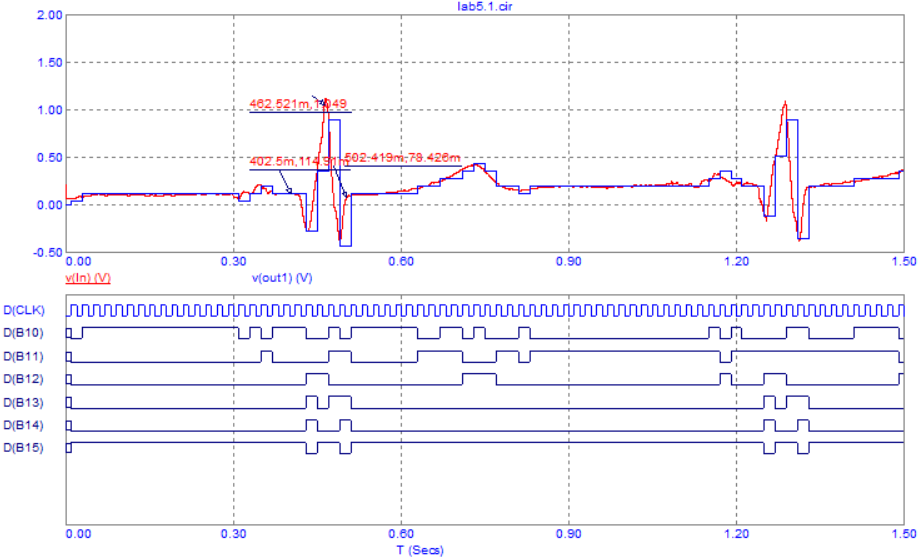 lab5.1.cir
2.00
1.50
1.00
0.50
0.00
-0.50
462.521m,1.049
402.5m,114.91m
502.419m,78.426m
0.00 0.30 0.60 0.90 1.20 1.50
v(In) (V) v(out1) (V)
D(CLK)
D(B10)
D(B11)
D(B12)
D(B13)
D(B14)
D(B15)
0.00 0.30 0.60 0.90 1.20 1.50
T (Secs)